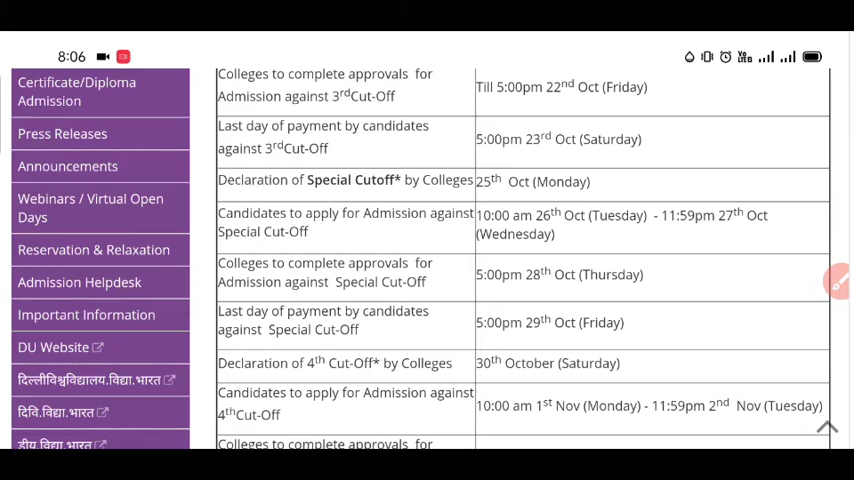 8:06
Certificate/Diploma
Admission
Press Releases
Announcements
Webinars / Virtual Open
Days
Reservation & Relaxation
Admission Helpdesk
Important Information
DU Website
दिल्लीविश्वविद्यालय.विद्या.भारत
दिवि.विद्या.भारत
डीयू.विद्या.भारत
Colleges to complete approvals for
Admission against 3rdCut-Off
Till 5:00pm 22nd Oct (Friday)
Last day of payment by candidates
against 3rdCut-Off
5:00pm 23rd Oct (Saturday)
Declaration of Special Cutoff* by Colleges
25th Oct (Monday)
Candidates to apply for Admission against
Special Cut-Off
10:00 am 26th Oct (Tuesday) - 11:59pm 27th Oct
(Wednesday)
Colleges to complete approvals for
Admission against Special Cut-Off
5:00pm 28th Oct (Thursday)
Last day of payment by candidates
against Special Cut-Off
5:00pm 29th Oct (Friday)
Declaration of 4th Cut-Off* by Colleges
30th October (Saturday)
Candidates to apply for Admission against
4thCut-Off
10:00 am 1st Nov (Monday) - 11:59pm 2nd Nov (Tuesday)
Colleges to complete approvals for